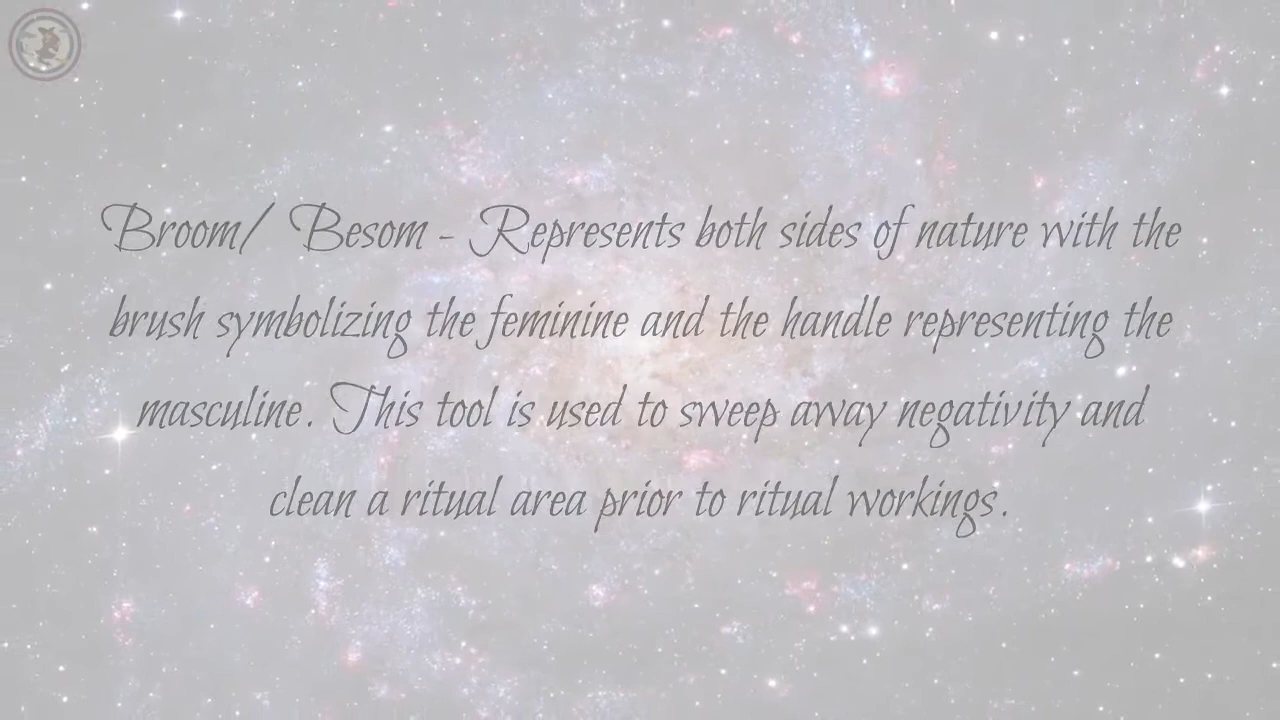 Broom/ Besom - Represents both sides of nature with the
brush symbolizing the feminine and the handle representing the
masculine. This tool is used to sweep away negativity and
clean a ritual area prior to ritual workings.